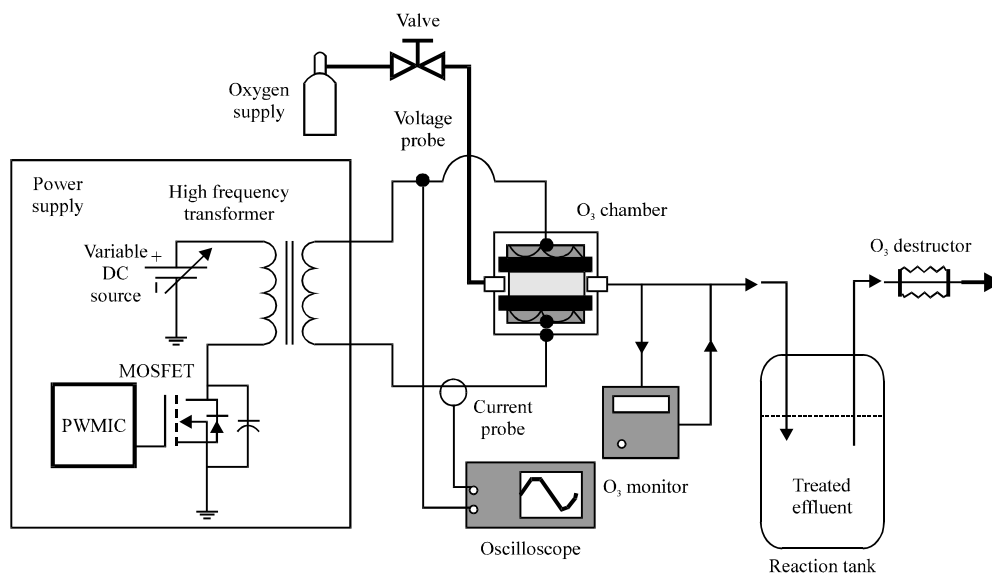 Valve
Oxygen
supply
Voltage
probe
Power
supply
High frequency
transformer
O₃ chamber
Variable
DC
source
+
O₃ destructor
MOSFET
PWMIC
Current
probe
O₃ monitor
Treated
effluent
Oscilloscope
Reaction tank